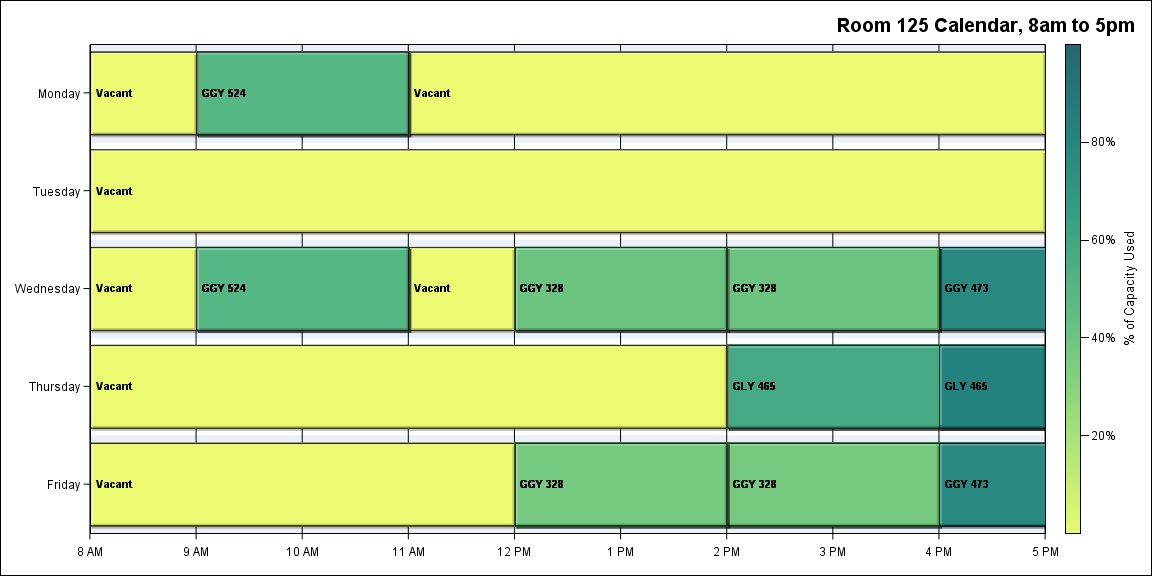 Room 125 Calendar, 8am to 5pm
Monday
Vacant
GGY 524
Vacant
Tuesday
Vacant
Wednesday
Vacant
GGY 524
Vacant
GGY 328
GGY 328
GGY 473
Thursday
Vacant
GLY 465
GLY 465
Friday
Vacant
GGY 328
GGY 328
GGY 473
8 AM
9 AM
10 AM
11 AM
12 PM
1 PM
2 PM
3 PM
4 PM
5 PM
80%
60%
40%
20%
% of Capacity Used